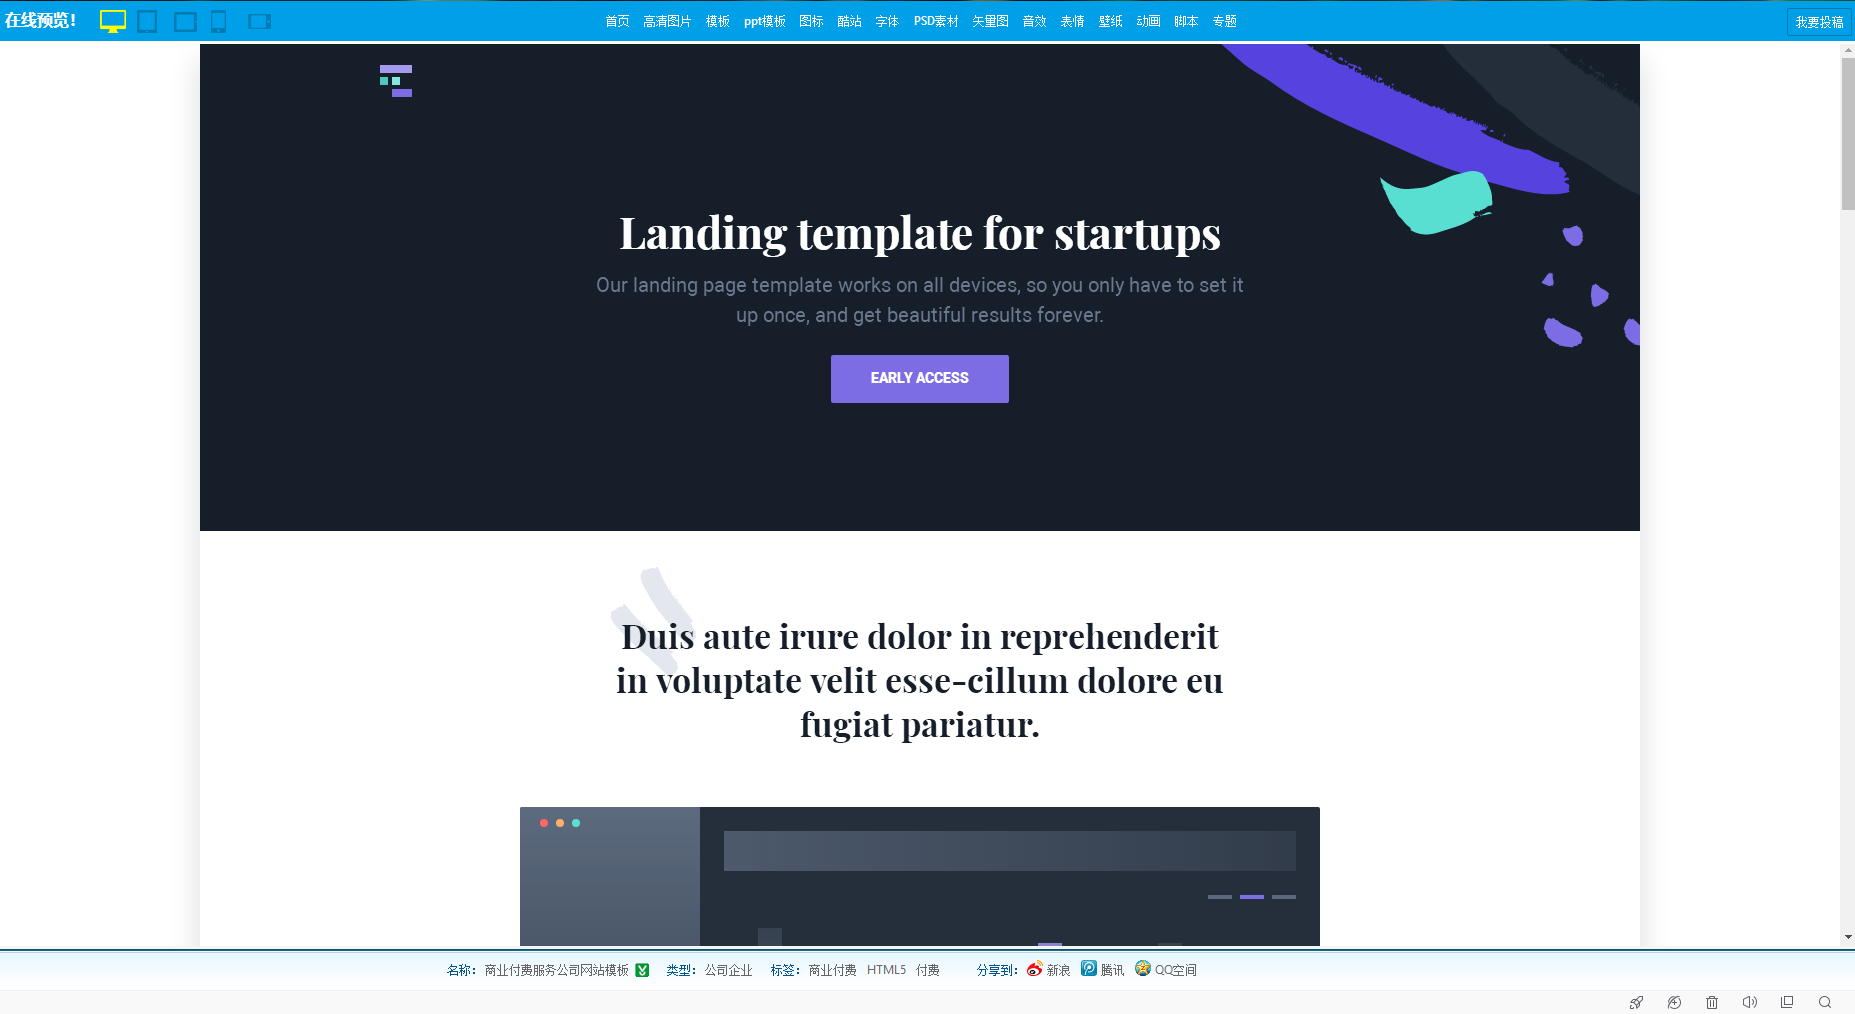 在线预览!
首页 高清图片 模板 ppt模板 图标 酷站 字体 PSD素材 矢量图 音效 表情 壁纸 动画 脚本 专题
我要投稿
Landing template for startups
Our landing page template works on all devices, so you only have to set it
up once, and get beautiful results forever.
EARLY ACCESS
Duis aute irure dolor in reprehenderit
in voluptate velit esse-cillum dolore eu
fugiat pariatur.
名称： 商业付费服务公司网站模板 类型： 公司企业 标签： 商业付费 HTML5 付费 分享到： 新浪 腾讯 QQ空间